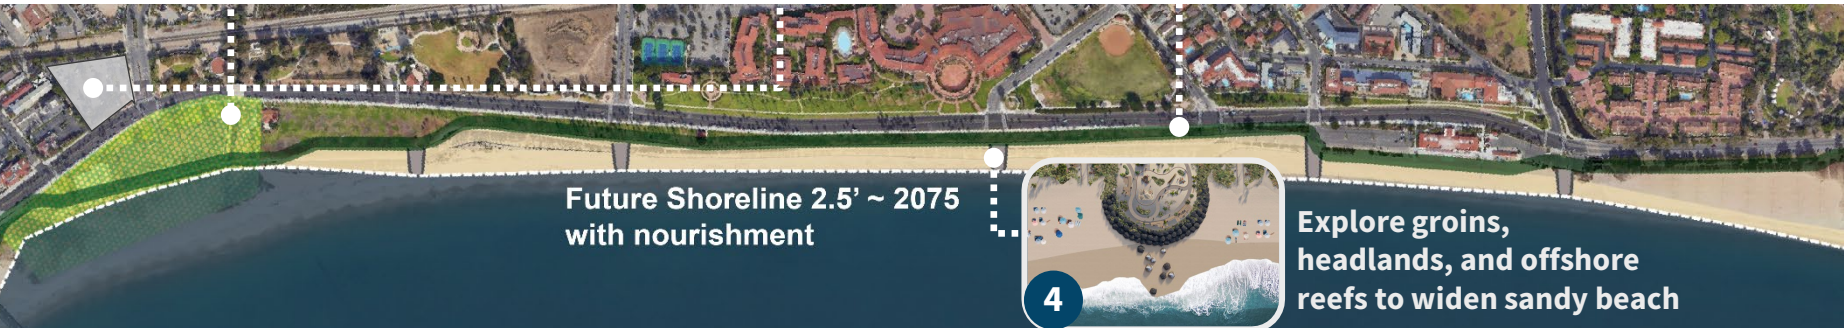 Future Shoreline 2.5’ ~ 2075
with nourishment
4
Explore groins,
headlands, and offshore
reefs to widen sandy beach